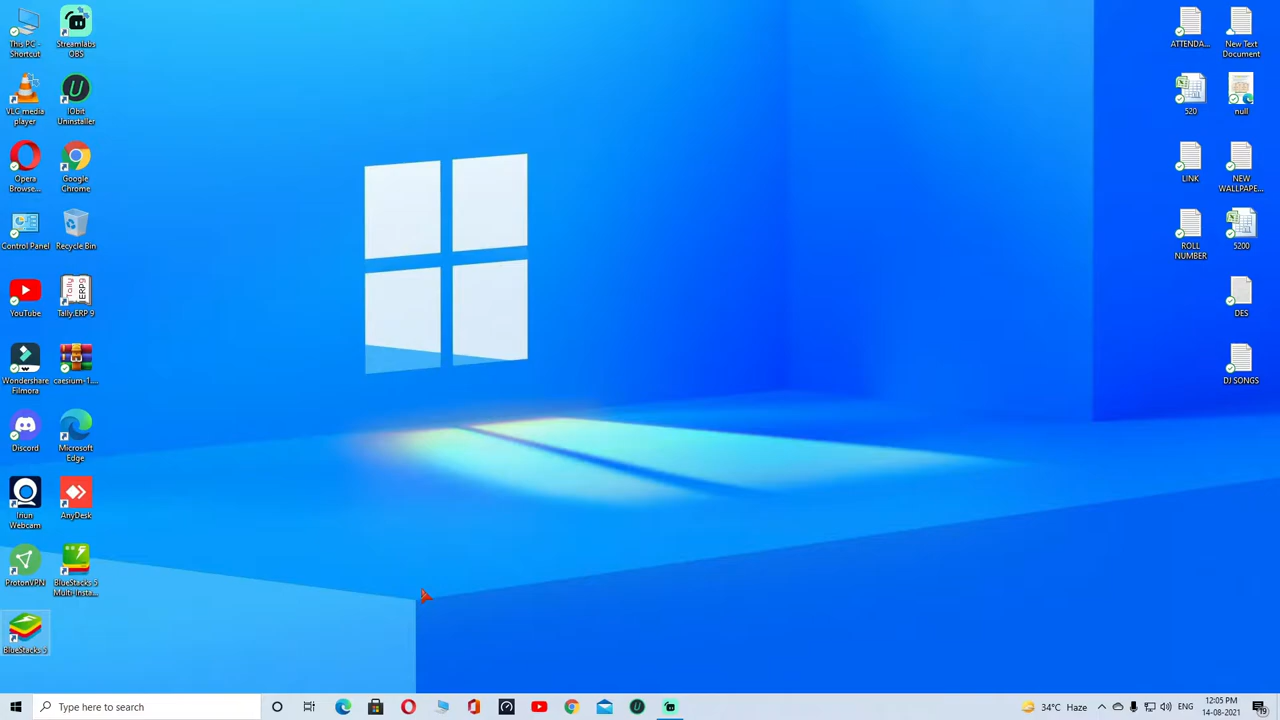 This PC -
Shortcut
Streamlabs
OBS
VLC media
player
IObit
Uninstaller
Opera
Browse...
Google
Chrome
Control Panel
Recycle Bin
YouTube
Tally.ERP 9
Wondershare
Filmora
caesium-1....
Discord
Microsoft
Edge
Iriun
Webcam
AnyDesk
ProtonVPN
BlueStacks 5
Multi-Insta...
BlueStacks 5
ATTENDA...
New Text
Document
520
null
LINK
NEW
WALLPAPE...
ROLL
NUMBER
5200
DES
DJ SONGS
Type here to search
34°C Haze
ENG
12:05 PM
14-08-2021
19